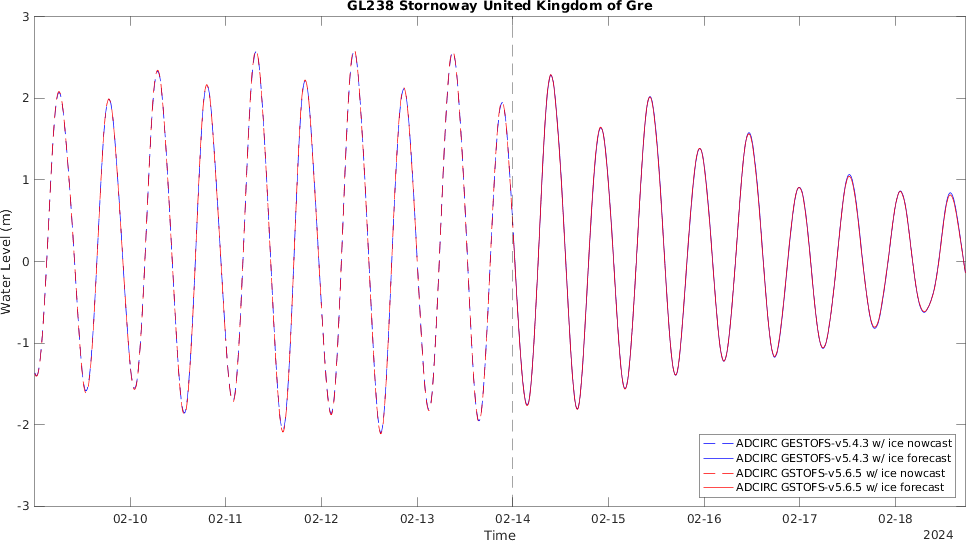 GL238 Stornoway United Kingdom of Gre
3
2
1
0
-1
-2
-3
Water Level (m)
02-10
02-11
02-12
02-13
02-14
02-15
02-16
02-17
02-18
Time
2024
ADCIRC GESTOFS-v5.4.3 w/ ice nowcast
ADCIRC GESTOFS-v5.4.3 w/ ice forecast
ADCIRC GSTOFS-v5.6.5 w/ ice nowcast
ADCIRC GSTOFS-v5.6.5 w/ ice forecast